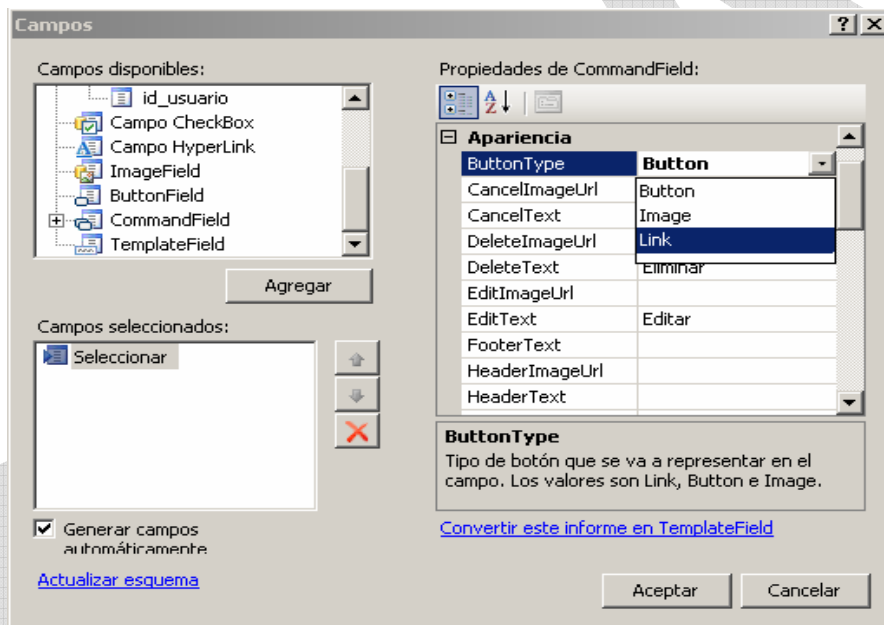 Campos
Campos disponibles:
id_usuario
Campo CheckBox
Campo HyperLink
ImageField
ButtonField
CommandField
TemplateField
Agregar
Campos seleccionados:
Seleccionar
Generar campos
automáticamente
Actualizar esquema
Propiedades de CommandField:
Apariencia
ButtonType Button
CancelImageUrl
Button
CancelText
Image
DeleteImageUrl
Link
DeleteText Eliminar
EditImageUrl
EditText Editar
FooterText
HeaderImageUrl
HeaderText
ButtonType
Tipo de botón que se va a representar en el
campo. Los valores son Link, Button e Image.
Convertir este informe en TemplateField
Aceptar Cancelar